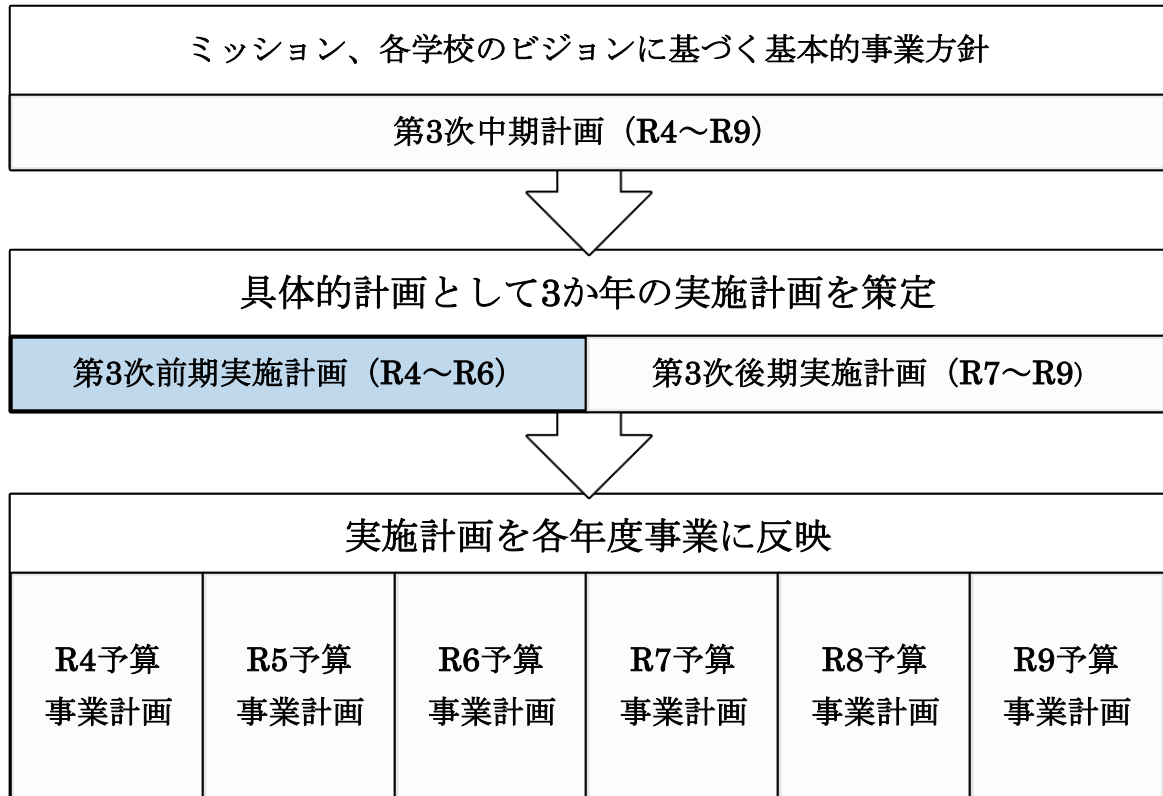 ミッション、各学校のビジョンに基づく基本的事業方針
第3次中期計画（R4～R9）
具体的計画として3か年の実施計画を策定
第3次前期実施計画（R4～R6）
第3次後期実施計画（R7～R9）
実施計画を各年度事業に反映
R4予算
事業計画
R5予算
事業計画
R6予算
事業計画
R7予算
事業計画
R8予算
事業計画
R9予算
事業計画